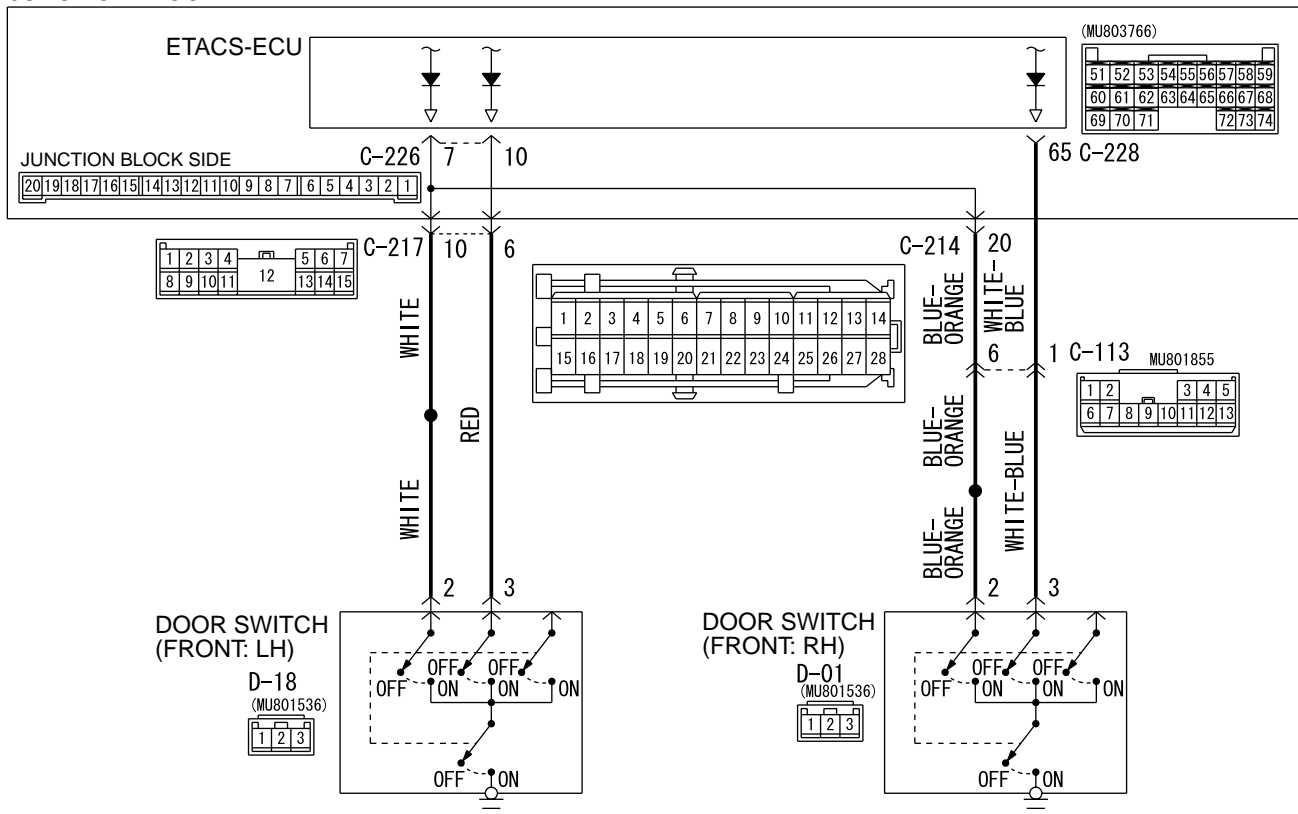 ETACS-ECU
(MU803766)
51 52 53 54 55 56 57 58 59
60 61 62 63 64 65 66 67 68
69 70 71 72 73 74
JUNCTION BLOCK SIDE
C-226 7 10
65 C-228
20 19 18 17 16 15 14 13 12 11 10 9 8 7 6 5 4 3 2 1
C-217 10 6
C-214 20
1 2 3 4 5 6 7
8 9 10 11 12 13 14 15
1 2 3 4 5 6 7 8 9 10 11 12 13 14
15 16 17 18 19 20 21 22 23 24 25 26 27 28
WHITE
RED
WHITE
BLUE-
ORANGE
WHITE-
BLUE
6 1 C-113 MU801855
1 2 3 4 5
6 7 8 9 10 11 12 13
BLUE-
ORANGE
WHITE-BLUE
BLUE-
ORANGE
2 3
2 3
DOOR SWITCH
(FRONT: LH)
D-18
(MU801536)
1 2 3
OFF OFF OFF
ON ON ON
OFF ON
DOOR SWITCH
(FRONT: RH)
D-01
(MU801536)
1 2 3
OFF OFF OFF
ON ON ON
OFF ON